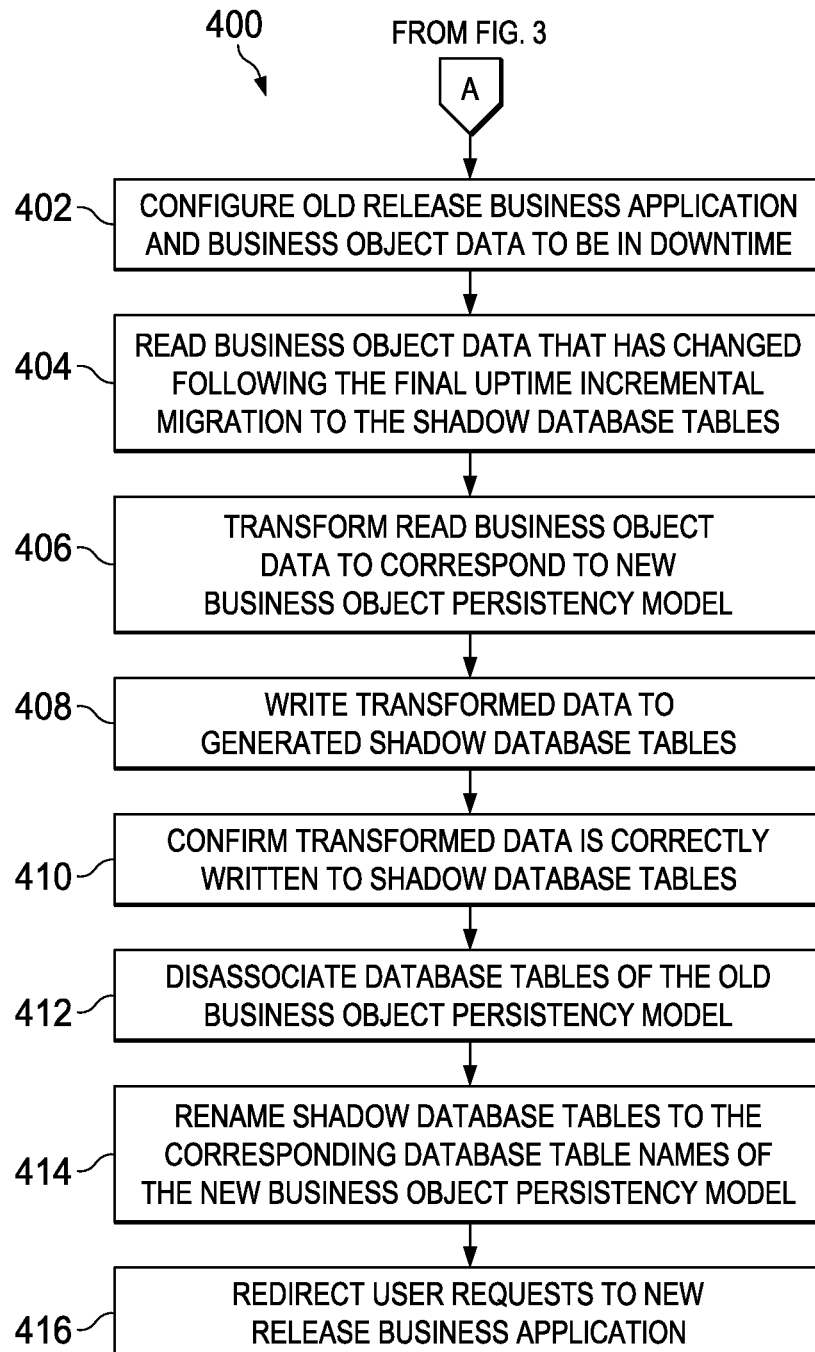 400
FROM FIG. 3
A
402
CONFIGURE OLD RELEASE BUSINESS APPLICATION
AND BUSINESS OBJECT DATA TO BE IN DOWNTIME
404
READ BUSINESS OBJECT DATA THAT HAS CHANGED
FOLLOWING THE FINAL UPTIME INCREMENTAL
MIGRATION TO THE SHADOW DATABASE TABLES
406
TRANSFORM READ BUSINESS OBJECT
DATA TO CORRESPOND TO NEW
BUSINESS OBJECT PERSISTENCY MODEL
408
WRITE TRANSFORMED DATA TO
GENERATED SHADOW DATABASE TABLES
410
CONFIRM TRANSFORMED DATA IS CORRECTLY
WRITTEN TO SHADOW DATABASE TABLES
412
DISASSOCIATE DATABASE TABLES OF THE OLD
BUSINESS OBJECT PERSISTENCY MODEL
414
RENAME SHADOW DATABASE TABLES TO THE
CORRESPONDING DATABASE TABLE NAMES OF
THE NEW BUSINESS OBJECT PERSISTENCY MODEL
416
REDIRECT USER REQUESTS TO NEW
RELEASE BUSINESS APPLICATION